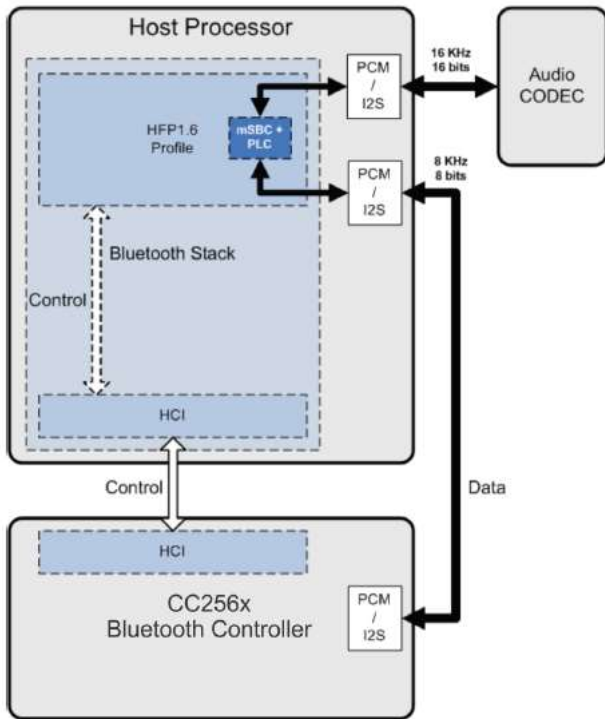 Host Processor
PCM
/
I2S
16 KHz
16 bits
Audio
CODEC
HFP1.6
Profile
mSBC +
PLC
PCM
/
I2S
8 KHz
8 bits
Bluetooth Stack
Control
HCI
Control
Data
HCI
CC256x
Bluetooth Controller
PCM
/
I2S